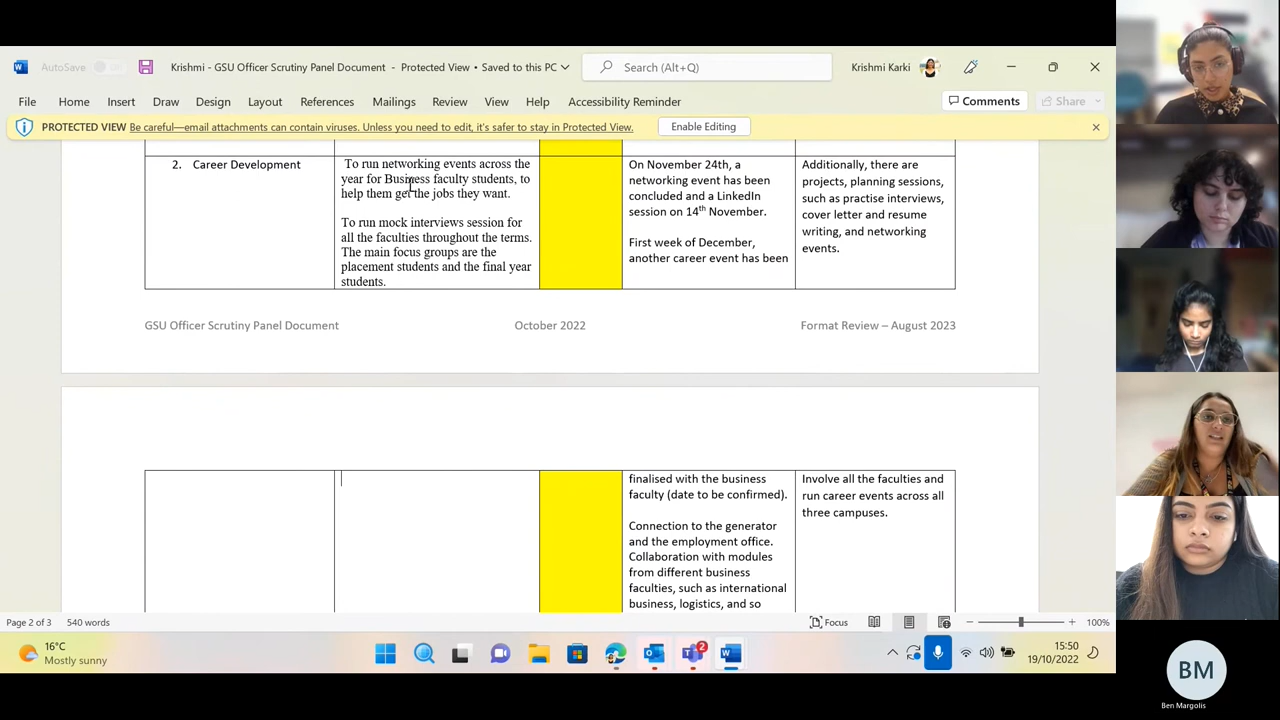 AutoSave
Off
Krishmi - GSU Officer Scrutiny Panel Document - Protected View • Saved to this PC
Search (Alt+Q)
Krishmi Karki
File Home Insert Draw Design Layout References Mailings Review View Help Accessibility Reminder
Comments
Share
PROTECTED VIEW Be careful—email attachments can contain viruses. Unless you need to edit, it's safer to stay in Protected View.
Enable Editing
2. Career Development
To run networking events across the
year for Business faculty students, to
help them get the jobs they want.
To run mock interviews session for
all the faculties throughout the terms.
The main focus groups are the
placement students and the final year
students.
On November 24th, a
networking event has been
concluded and a LinkedIn
session on 14th November.
First week of December,
another career event has been
Additionally, there are
projects, planning sessions,
such as practise interviews,
cover letter and resume
writing, and networking
events.
GSU Officer Scrutiny Panel Document
October 2022
Format Review – August 2023
finalised with the business
faculty (date to be confirmed).
Connection to the generator
and the employment office.
Collaboration with modules
from different business
faculties, such as international
business, logistics, and so
Involve all the faculties and
run career events across all
three campuses.
Page 2 of 3 540 words
Focus
100%
16°C
Mostly sunny
2
15:50
19/10/2022
BM
Ben Margolis